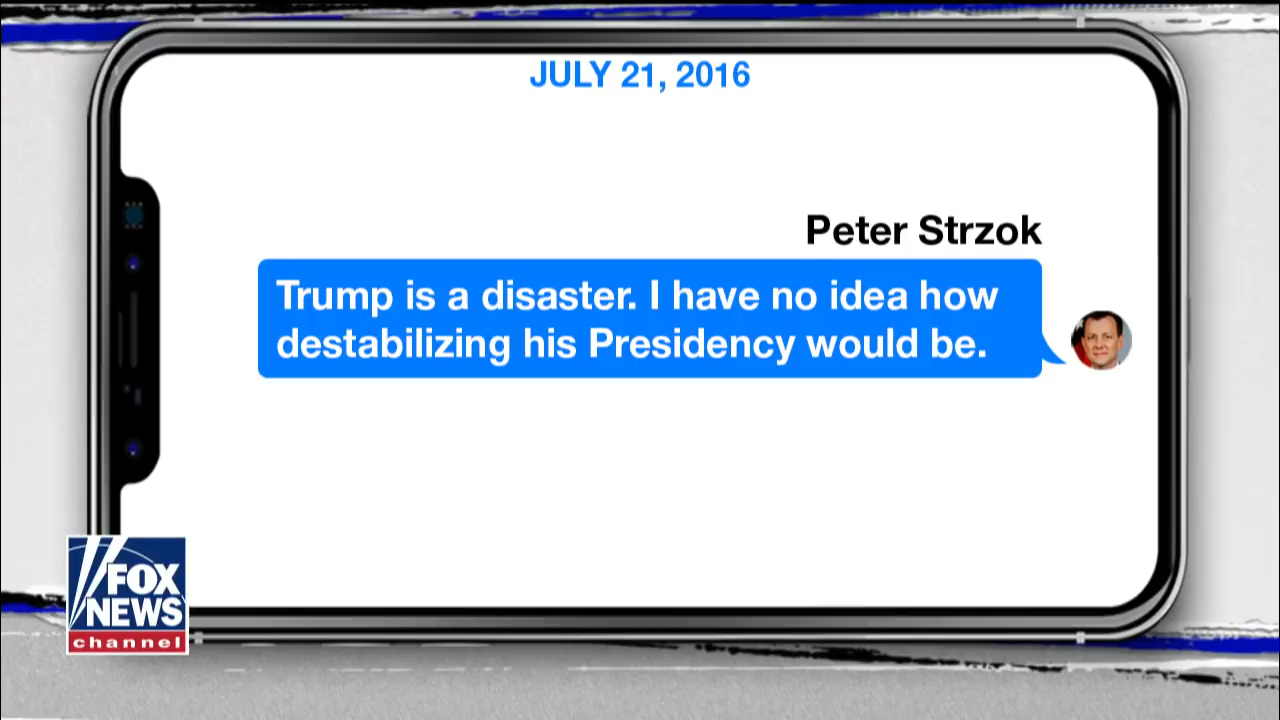 JULY 21, 2016
Peter Strzok
Trump is a disaster. I have no idea how
destabilizing his Presidency would be.
FOX
NEWS
channel